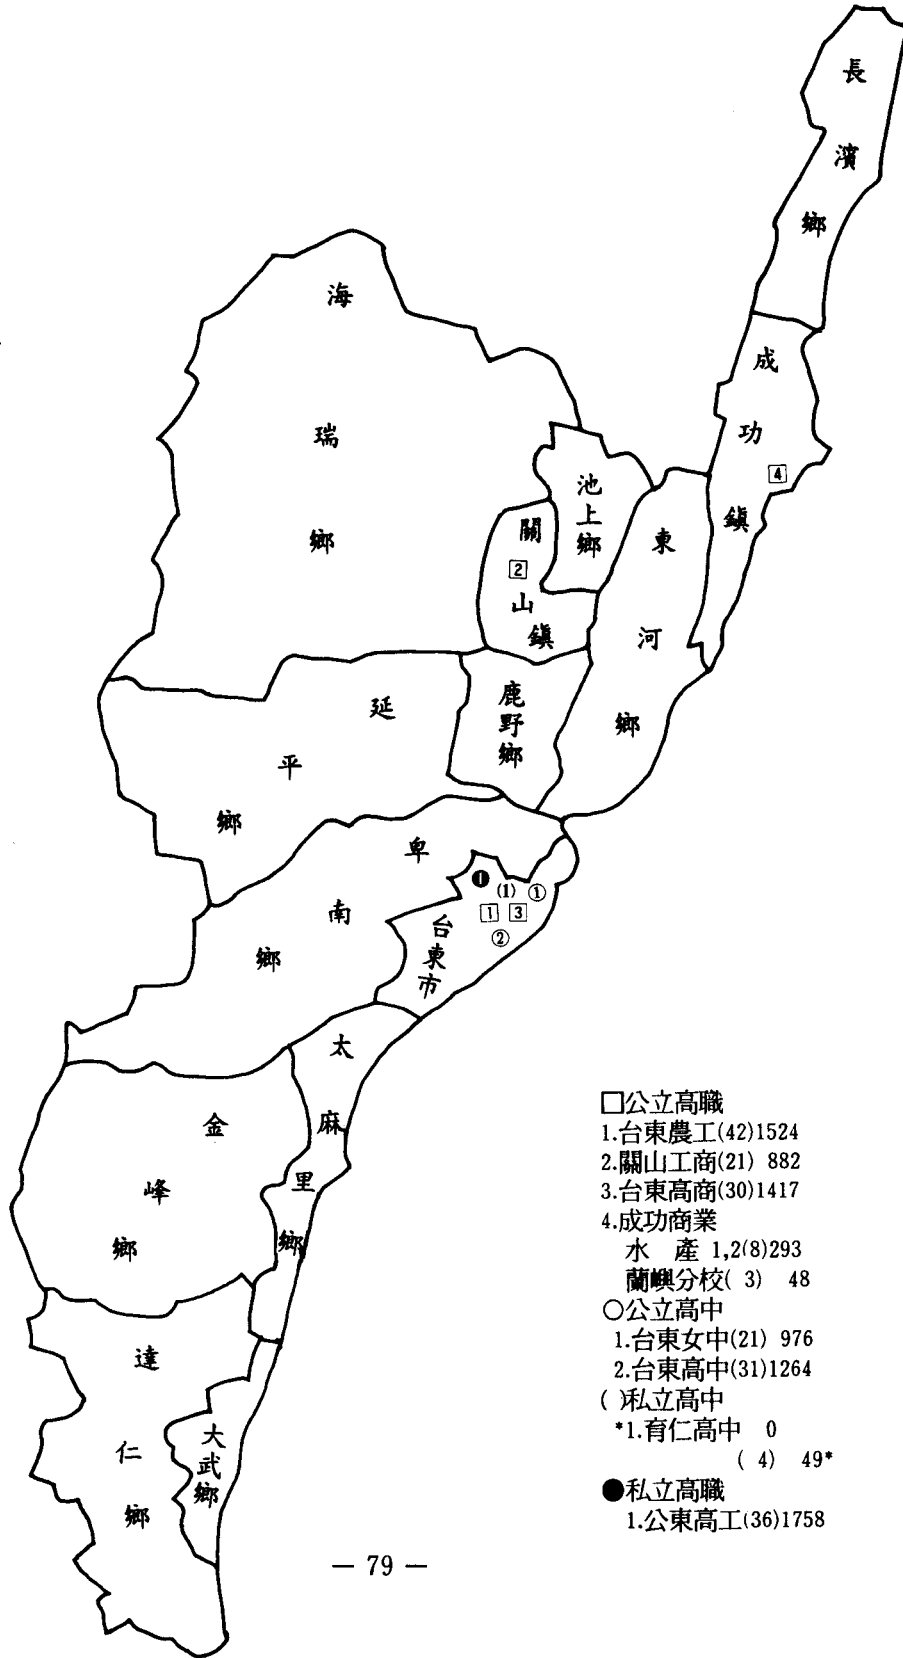 長濱鄉
成功鎮
4
海瑞鄉
池上鄉
關山鎮
2
東河鄉
鹿野鄉
延平鄉
卑南鄉
1
(1) ①
1 3
②
台東市
太麻里鄉
金峰鄉
達仁鄉
大武鄉
□公立高職
1.台東農工(42)1524
2.關山工商(21) 882
3.台東高商(30)1417
4.成功商業
水 產 1,2(8)293
蘭嶼分校( 3) 48
○公立高中
1.台東女中(21) 976
2.台東高中(31)1264
( )私立高中
*1.育仁高中 0
( 4) 49*
●私立高職
1.公東高工(36)1758
— 79 —